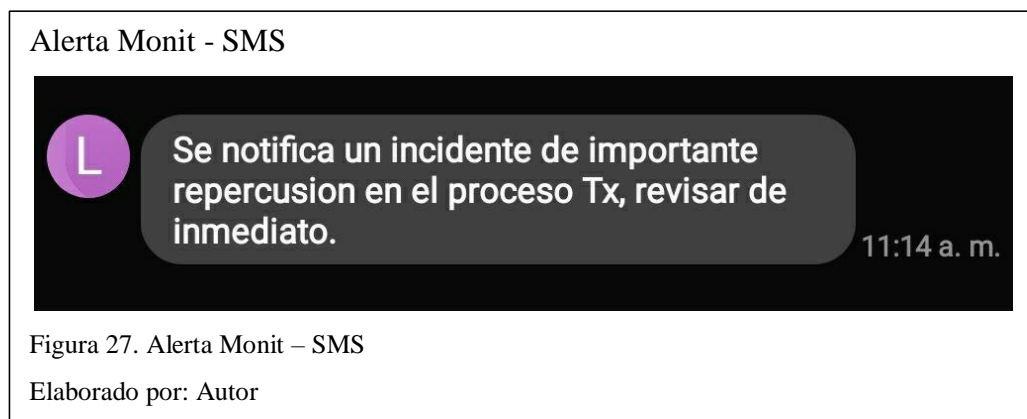 Alerta Monit - SMS
L
Se notifica un incidente de importante
repercusion en el proceso Tx, revisar de
inmediato.
11:14 a. m.
Figura 27. Alerta Monit – SMS
Elaborado por: Autor